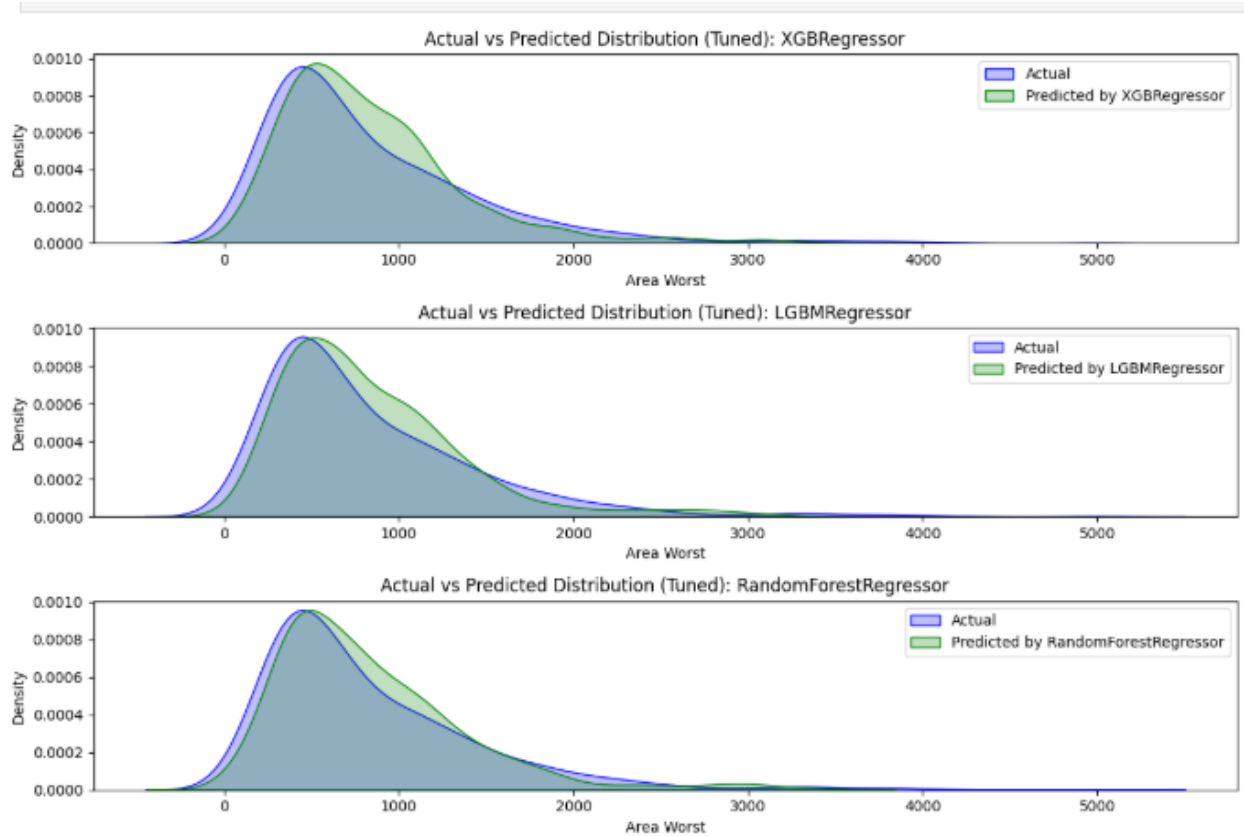 Actual vs Predicted Distribution (Tuned): XGBRegressor
0.0010
0.0008
0.0006
0.0004
0.0002
0.0000
Density
Actual
Predicted by XGBRegressor
0 1000 2000 3000 4000 5000
Area Worst
Actual vs Predicted Distribution (Tuned): LGBMRegressor
0.0010
0.0008
0.0006
0.0004
0.0002
0.0000
Density
Actual
Predicted by LGBMRegressor
0 1000 2000 3000 4000 5000
Area Worst
Actual vs Predicted Distribution (Tuned): RandomForestRegressor
0.0010
0.0008
0.0006
0.0004
0.0002
0.0000
Density
Actual
Predicted by RandomForestRegressor
0 1000 2000 3000 4000 5000
Area Worst